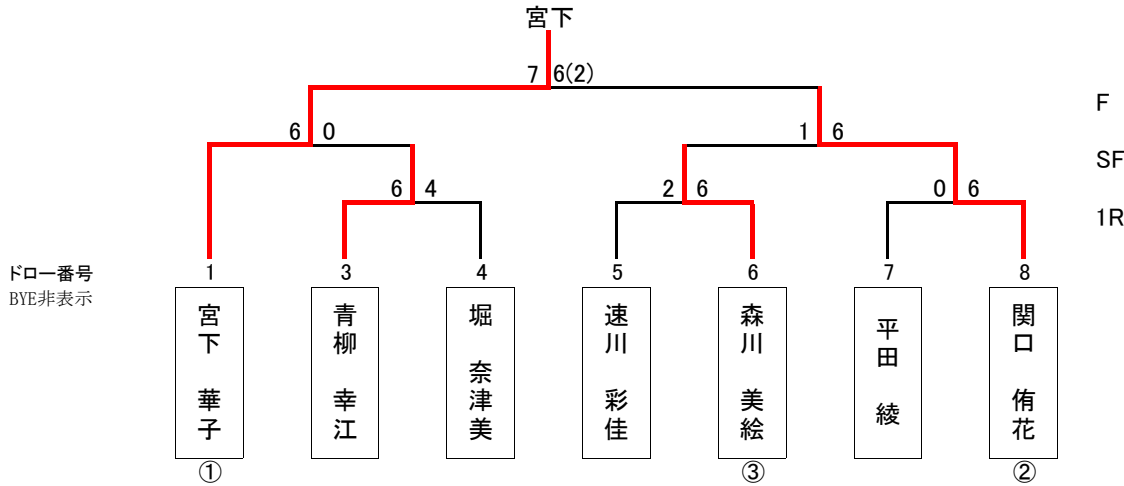 宮下
7 6(2)
F
6 0
1 6
SF
6 4
2 6
0 6
1R
ドロー番号
BYE非表示
1
3
4
5
6
7
8
宮下 華子
青柳 幸江
堀 奈津美
速川 彩佳
森川 美絵
平田 綾
関口 侑花
①
③
②